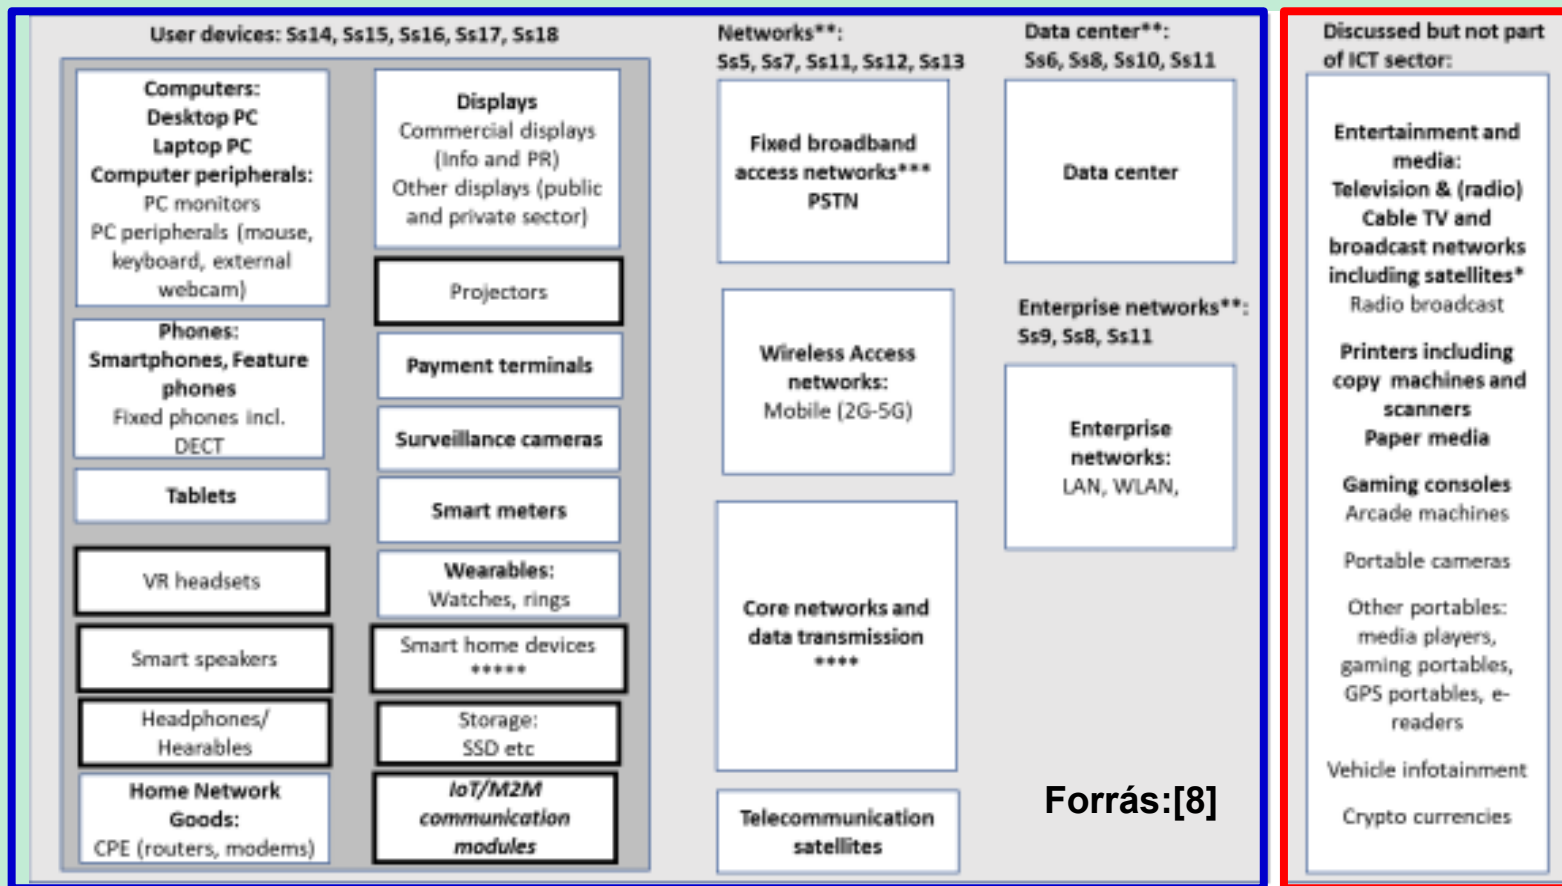 User devices: Ss14, Ss15, Ss16, Ss17, Ss18
Computers:
Desktop PC
Laptop PC
Computer peripherals:
PC monitors
PC peripherals (mouse,
keyboard, external
webcam)
Phones:
Smartphones, Feature
phones
Fixed phones incl.
DECT
Tablets
VR headsets
Smart speakers
Headphones/
Hearables
Home Network
Goods:
CPE (routers, modems)
Displays
Commercial displays
(Info and PR)
Other displays (public
and private sector)
Projectors
Payment terminals
Surveillance cameras
Smart meters
Wearables:
Watches, rings
Smart home devices
*****
Storage:
SSD etc
IoT/M2M
communication
modules
Networks**:
Ss5, Ss7, Ss11, Ss12, Ss13
Fixed broadband
access networks***
PSTN
Wireless Access
networks:
Mobile (2G-5G)
Core networks and
data transmission
****
Telecommunication
satellites
Data center**:
Ss6, Ss8, Ss10, Ss11
Data center
Enterprise networks**:
Ss9, Ss8, Ss11
Enterprise
networks:
LAN, WLAN,
Forrás:[8]
Discussed but not part
of ICT sector:
Entertainment and
media:
Television & (radio)
Cable TV and
broadcast networks
including satellites*
Radio broadcast
Printers including
copy machines and
scanners
Paper media
Gaming consoles
Arcade machines
Portable cameras
Other portables:
media players,
gaming portables,
GPS portables, e-
readers
Vehicle infotainment
Crypto currencies